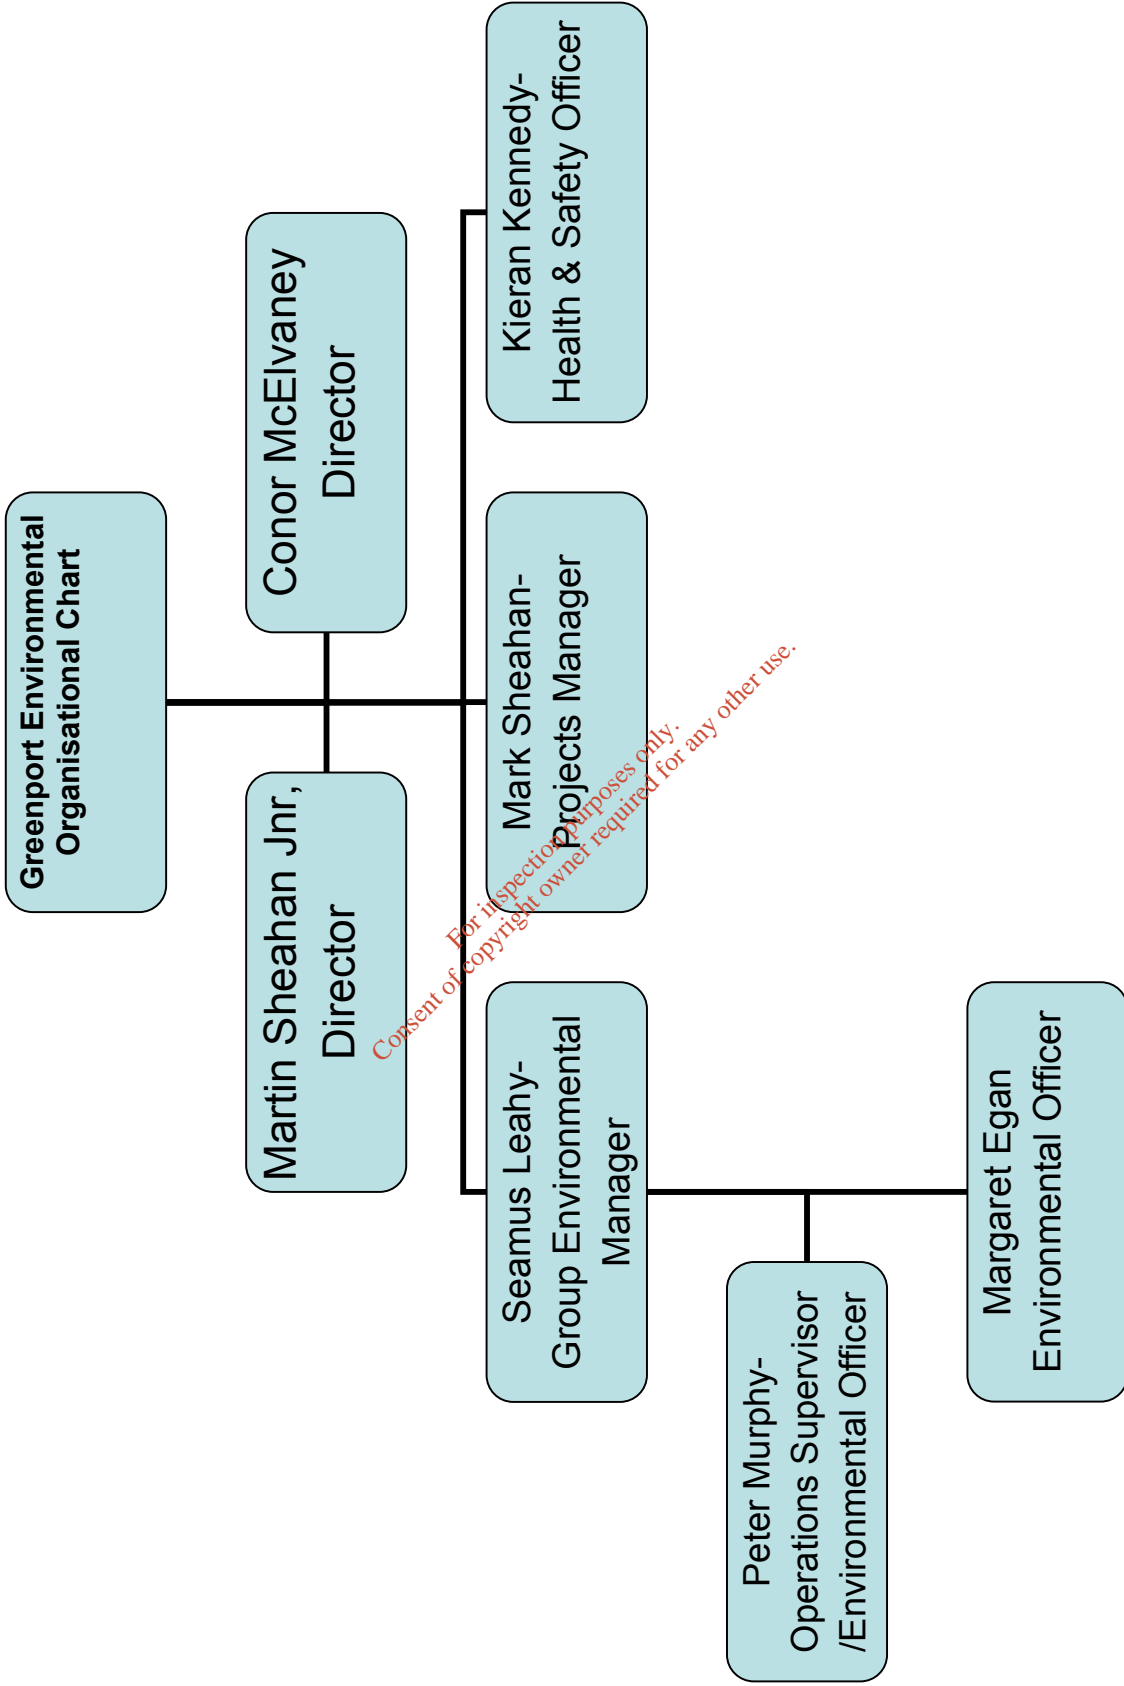 Greenport Environmental
Organisational Chart
Martin Sheahan Jnr,
Director
Conor McElvaney
Director
Seamus Leahy-
Group Environmental
Manager
Mark Sheahan-
Projects Manager
Kieran Kennedy-
Health & Safety Officer
Peter Murphy-
Operations Supervisor
/Environmental Officer
Margaret Egan
Environmental Officer
For inspection purposes only.
Consent of copyright owner required for any other use.